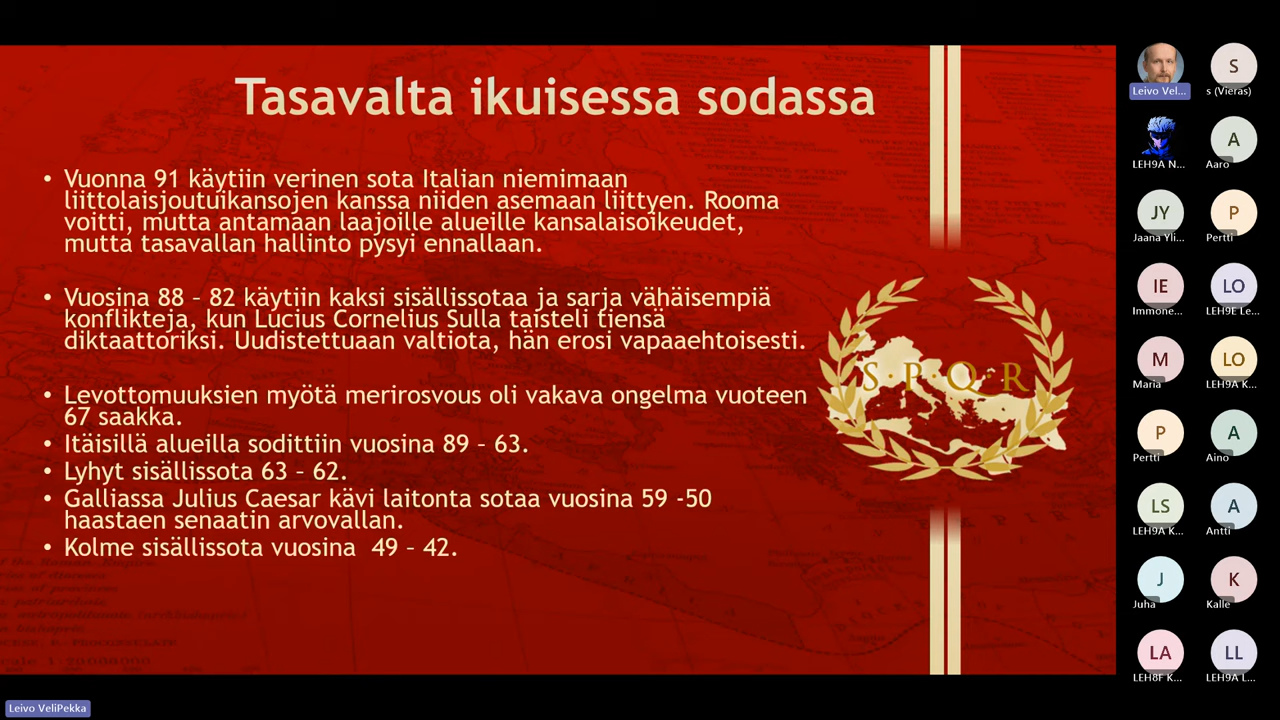 Tasavalta ikuisessa sodassa
• Vuonna 91 käytiin verinen sota Italian niemimaan
liittolaisjoutuikansojen kanssa niiden asemaan liittyen. Rooma
voitti, mutta antamaan laajoille alueille kansalaisoikeudet,
mutta tasavallan hallinto pysyi ennallaan.
• Vuosina 88 – 82 käytiin kaksi sisällissotaa ja sarja vähäisempiä
konflikteja, kun Lucius Cornelius Sulla taisteli tiensä
diktaattoriksi. Uudistettuaan valtiota, hän erosi vapaaehtoisesti.
• Levottomuuksien myötä merirosvous oli vakava ongelma vuoteen
67 saakka.
• Itäisillä alueilla sodittiin vuosina 89 – 63.
• Lyhyt sisällissota 63 – 62.
• Galliassa Julius Caesar kävi laitonta sotaa vuosina 59 -50
haastaen senaatin arvovallan.
• Kolme sisällissota vuosina 49 – 42.
S·P·Q·R
Leivo Vel...
S
s (Vieras)
LEH9A N...
A
Aaro
JY
Jaana Yli...
P
Pertti
IE
Immone...
LO
LEH9E Le...
M
Maria
LO
LEH9A K...
P
Pertti
A
Aino
LS
LEH9A K...
A
Antti
J
Juha
K
Kalle
LA
LEH8F K...
LL
LEH9A L...
Leivo VeliPekka